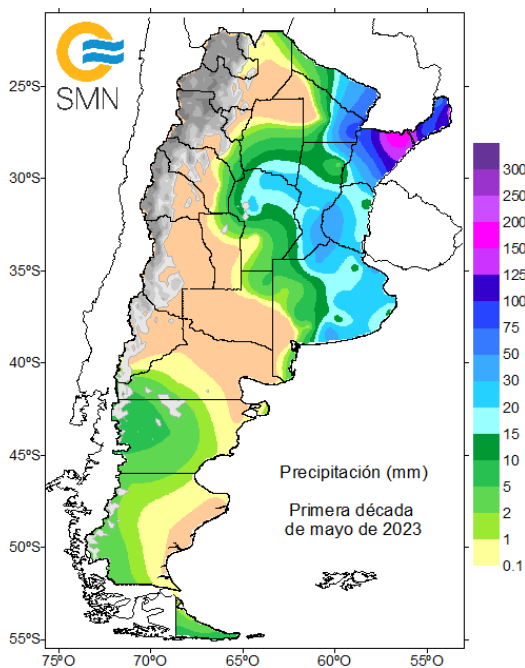 SMN
25ºS
30ºS
35ºS
40ºS
45ºS
50ºS
55ºS
75ºO
70ºO
65ºO
60ºO
55ºO
Precipitación (mm)
Primera década
de mayo de 2023
300
250
200
150
125
100
75
50
30
20
15
10
5
2
1
0.1